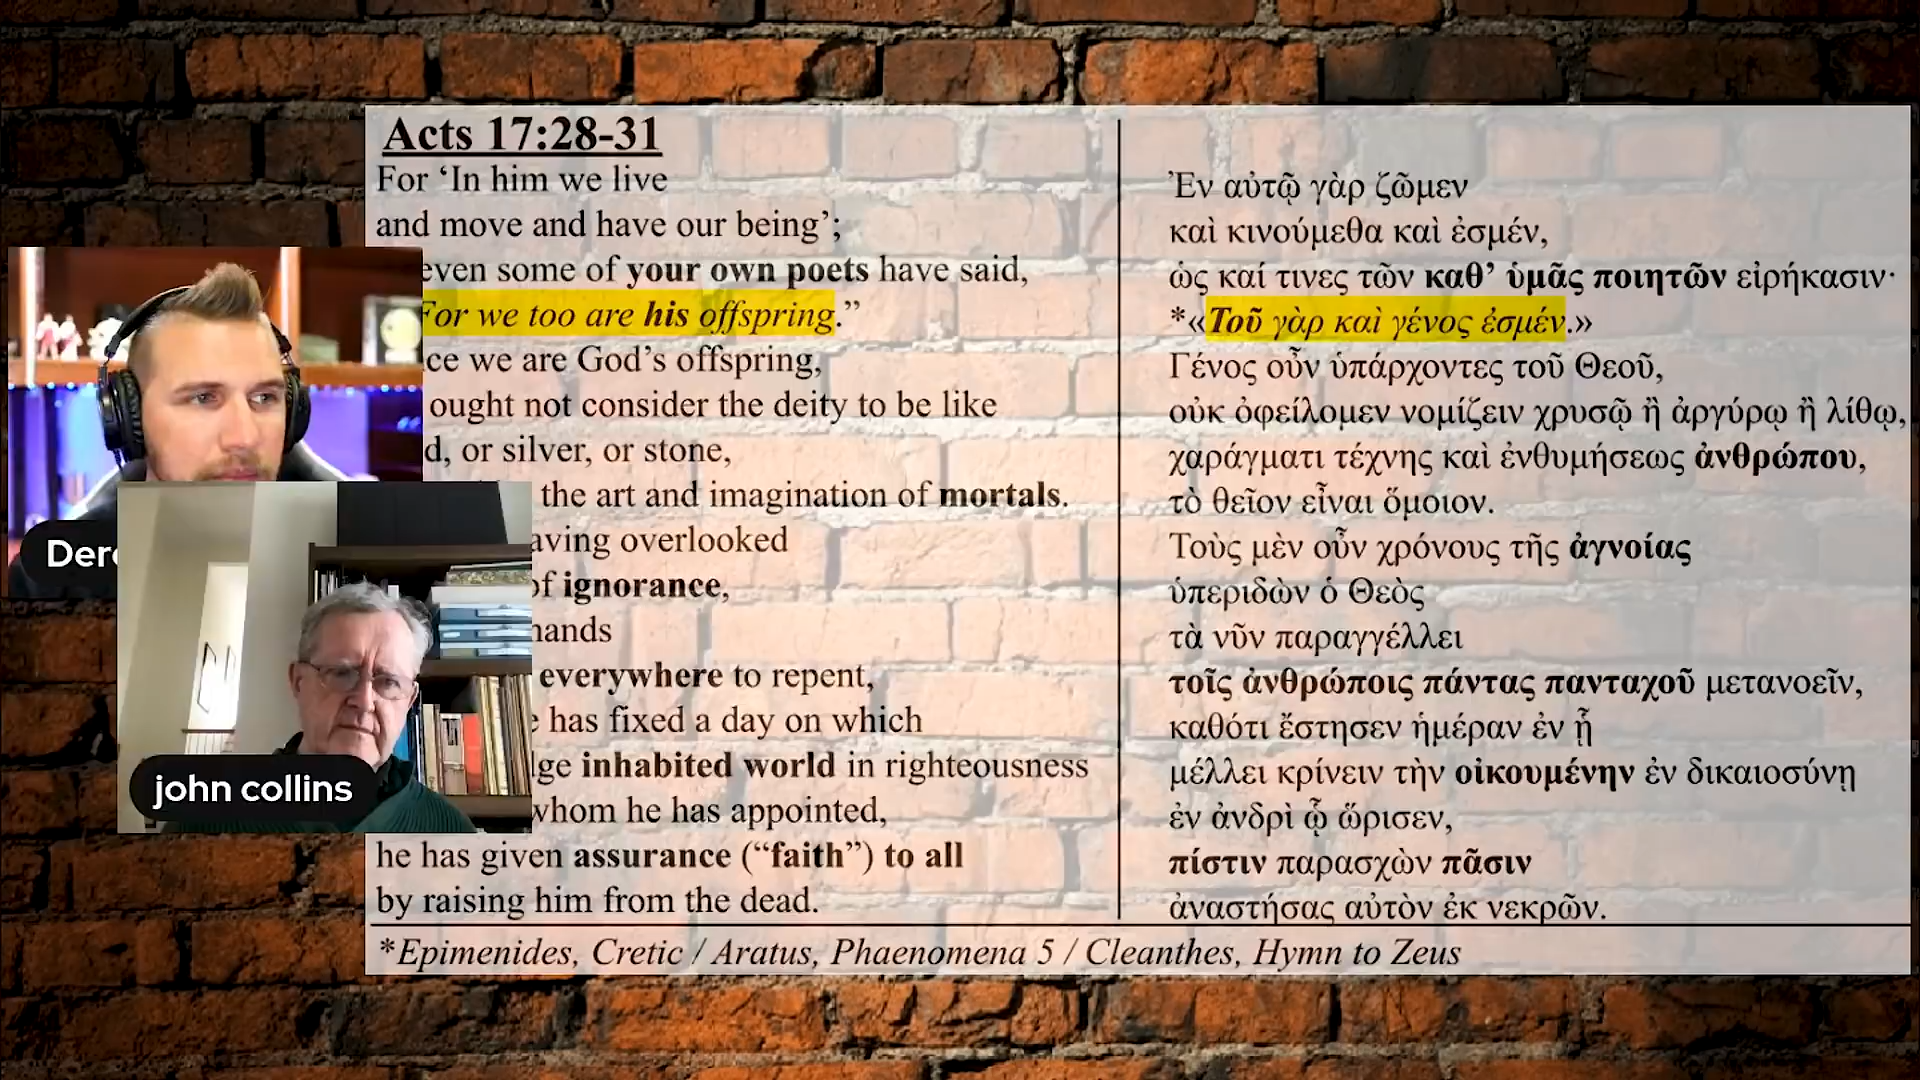 Acts 17:28-31
For ‘In him we live
and move and have our being’;
even some of your own poets have said,
For we too are his offspring.”
we are God’s offspring,
ought not consider the deity to be like
or silver, or stone,
the art and imagination of mortals.
overlooked
of ignorance,
everywhere to repent,
has fixed a day on which
inhabited world in righteousness
whom he has appointed,
he has given assurance (“faith”) to all
by raising him from the dead.
Ἐν αὐτῷ γὰρ ζῶμεν
καὶ κινούμεθα καὶ ἐσμέν,
ὡς καί τινες τῶν καθ’ ὑμᾶς ποιητῶν εἰρήκασιν·
*«Τοῦ γὰρ καὶ γένος ἐσμέν.»
Γένος οὖν ὑπάρχοντες τοῦ Θεοῦ,
οὐκ ὀφείλομεν νομίζειν χρυσῷ ἢ ἀργύρῳ ἢ λίθῳ,
χαράγματι τέχνης καὶ ἐνθυμήσεως ἀνθρώπου,
τὸ θεῖον εἶναι ὅμοιον.
Τοὺς μὲν οὖν χρόνους τῆς ἀγνοίας
ὑπεριδὼν ὁ Θεὸς
τὰ νῦν παραγγέλλει
τοῖς ἀνθρώποις πάντας πανταχοῦ μετανοεῖν,
καθότι ἔστησεν ἡμέραν ἐν ᾗ
μέλλει κρίνειν τὴν οἰκουμένην ἐν δικαιοσύνῃ
ἐν ἀνδρὶ ᾧ ὥρισεν,
πίστιν παρασχὼν πᾶσιν
ἀναστήσας αὐτὸν ἐκ νεκρῶν.
*Epimenides, Cretic / Aratus, Phaenomena 5 / Cleanthes, Hymn to Zeus
john collins